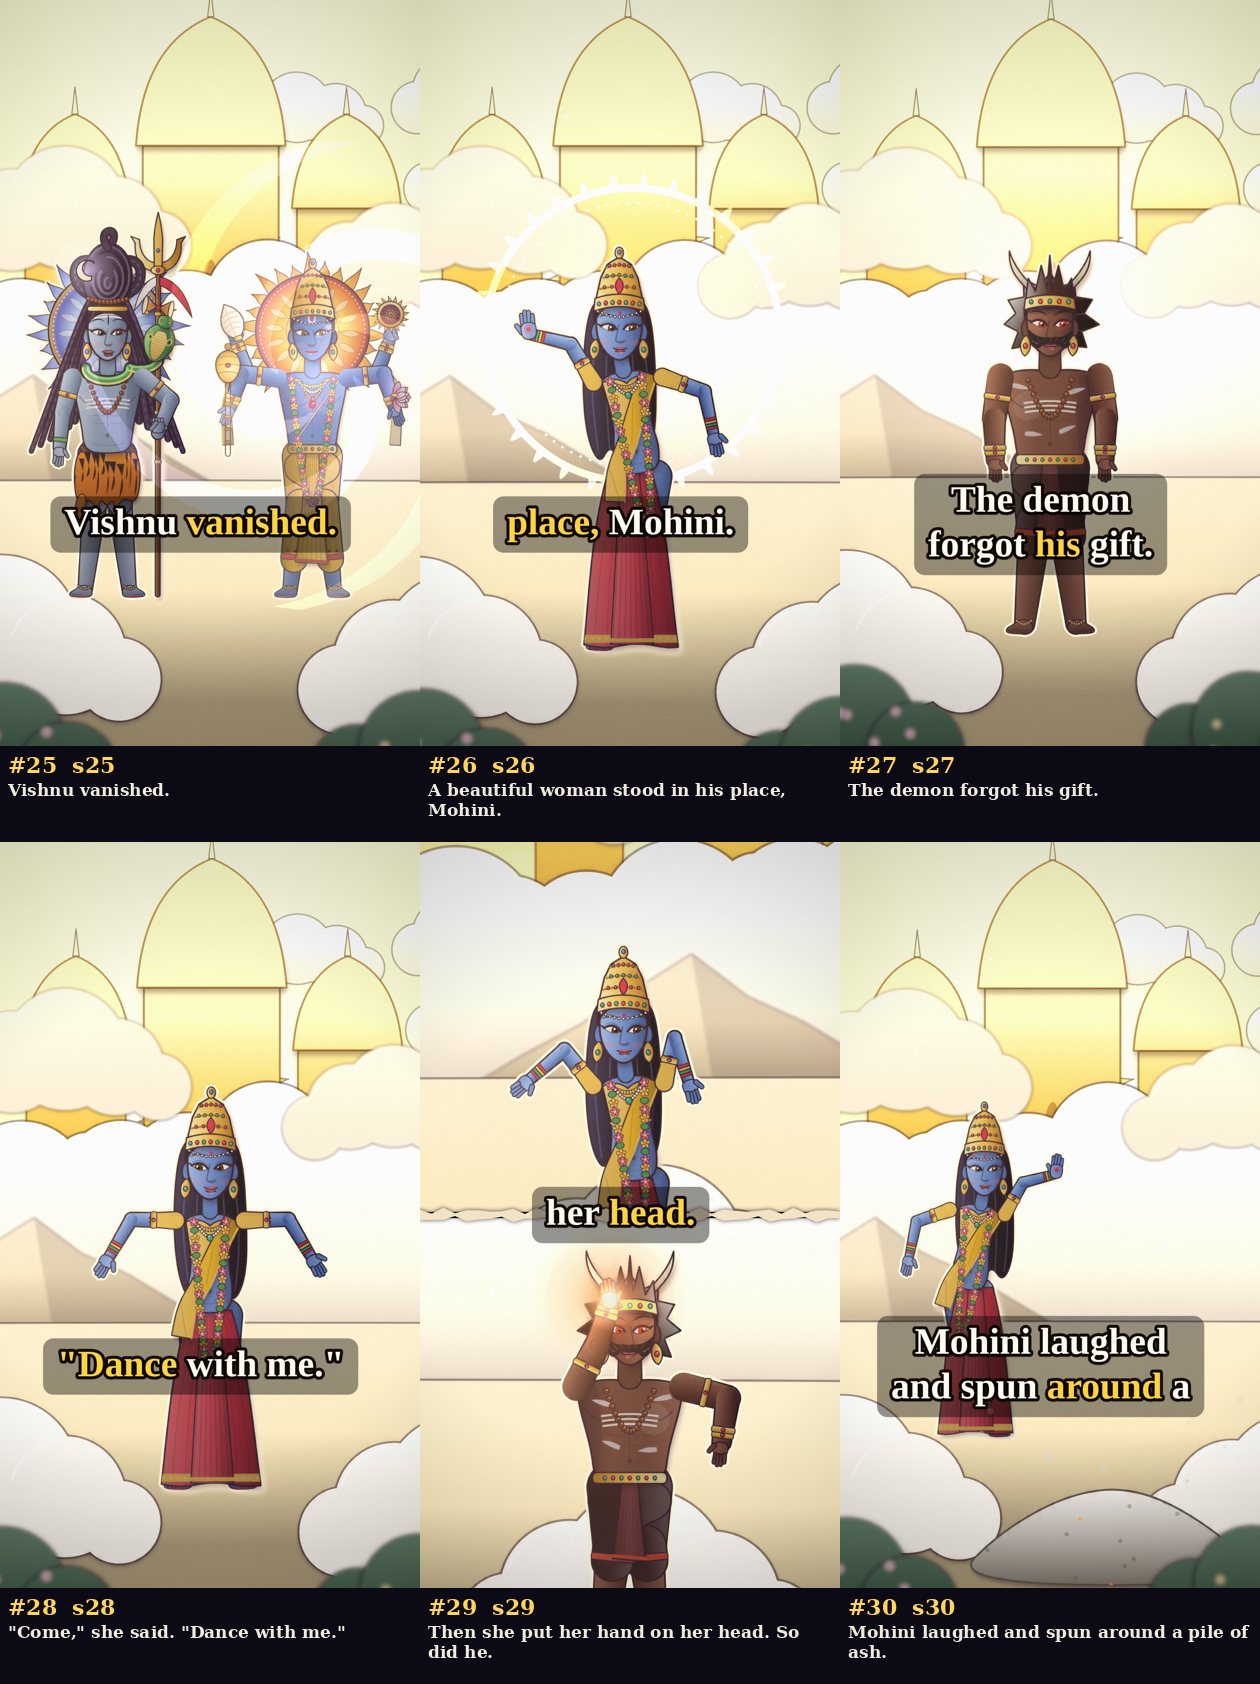 Vishnu vanished.
place, Mohini.
The demon
forgot his gift.
#25 s25
Vishnu vanished.
#26 s26
A beautiful woman stood in his place,
Mohini.
#27 s27
The demon forgot his gift.
"Dance with me."
her head.
Mohini laughed
and spun around a
#28 s28
"Come," she said. "Dance with me."
#29 s29
Then she put her hand on her head. So
did he.
#30 s30
Mohini laughed and spun around a pile of
ash.